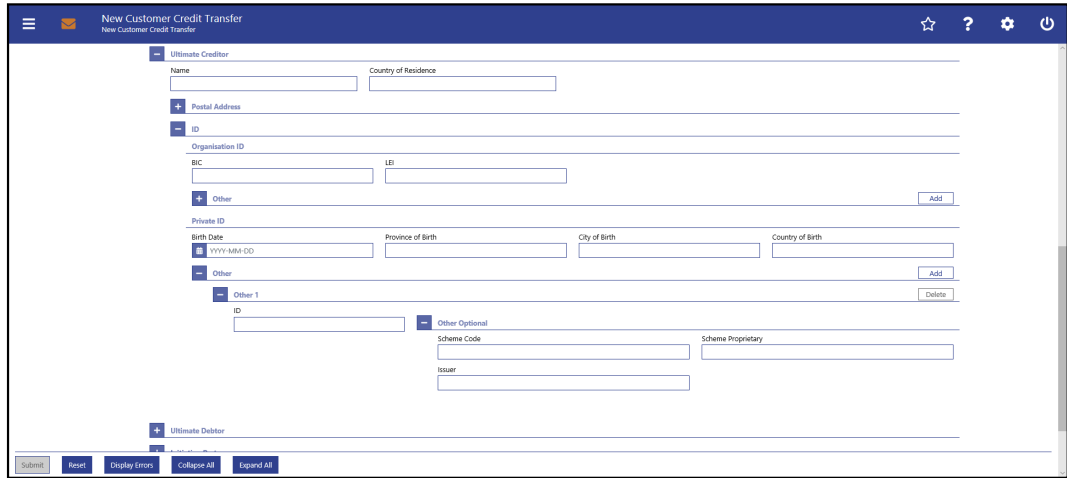 New Customer Credit Transfer
New Customer Credit Transfer
Ultimate Creditor
Name Country of Residence
Postal Address
ID
Organisation ID
BIC LEI
Other Add
Private ID
Birth Date Province of Birth City of Birth Country of Birth
YYYY-MM-DD
Other Add
Other 1 Delete
ID
Other Optional
Scheme Code Scheme Proprietary
Issuer
Ultimate Debtor
Submit Reset Display Errors Collapse All Expand All